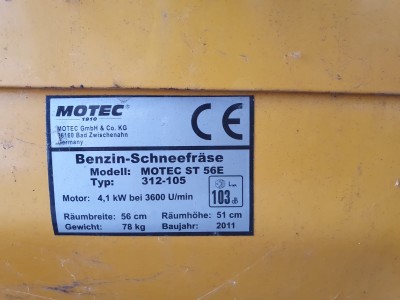 MOTEC
1910
MOTEC GmbH & Co. KG
26160 Bad Zwischenahn
Germany
CE
Benzin-Schneefräse
Modell: MOTEC ST 56E
Typ: 312-105
Motor: 4,1 kW bei 3600 U/min
LWA
103 dB
Räumbreite: 56 cm Räumhöhe: 51 cm
Gewicht: 78 kg Baujahr: 2011